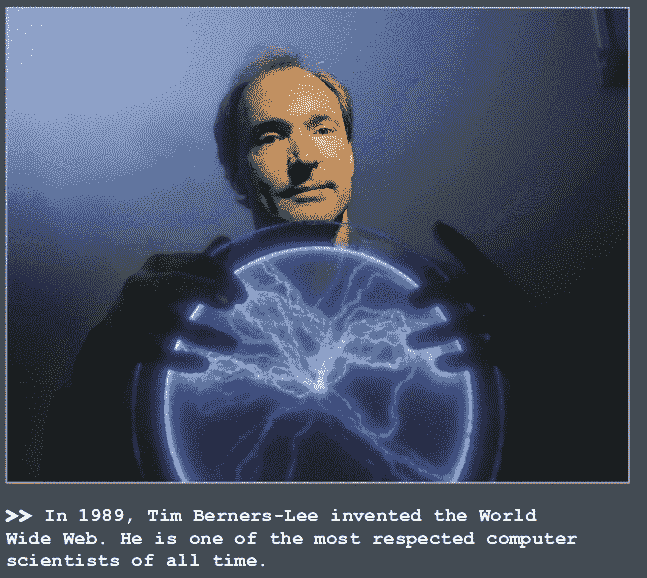 >> In 1989, Tim Berners-Lee invented the World
Wide Web. He is one of the most respected computer
scientists of all time.